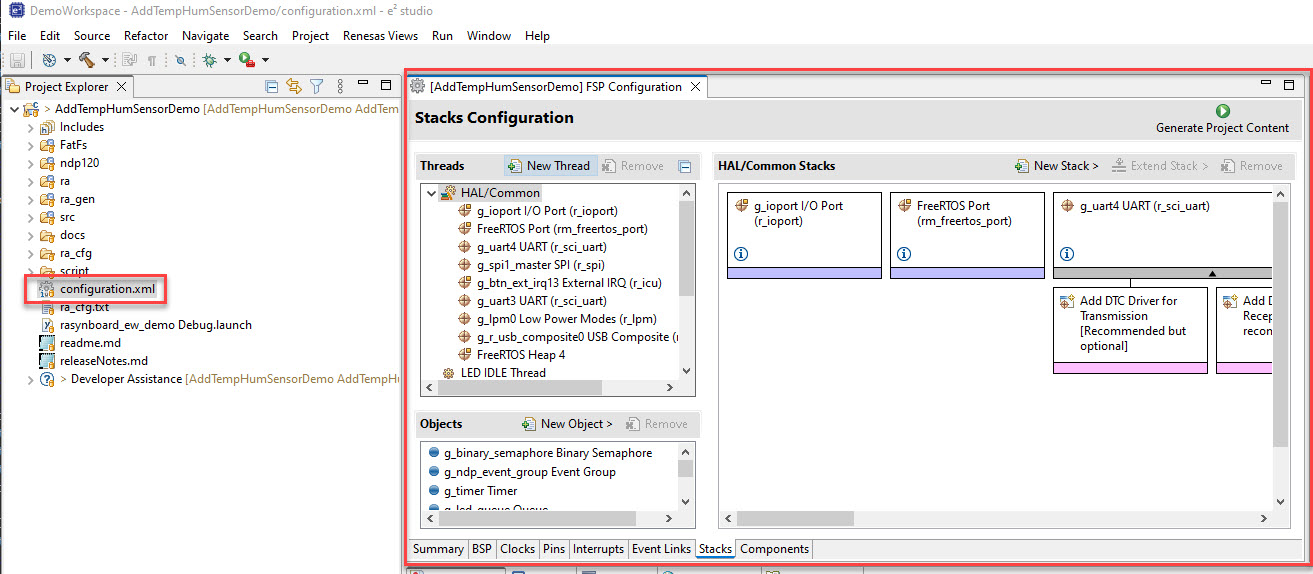 DemoWorkspace - AddTempHumSensorDemo/configuration.xml - e² studio
File Edit Source Refactor Navigate Search Project Renesas Views Run Window Help
Project Explorer
> AddTempHumSensorDemo [AddTempHumSensorDemo AddTem
Includes
FatFs
ndp120
ra
ra_gen
src
docs
ra_cfg
script
configuration.xml
ra_cfg.txt
rasynboard_ew_demo Debug.launch
readme.md
releaseNotes.md
> Developer Assistance [AddTempHumSensorDemo AddTempHu
[AddTempHumSensorDemo] FSP Configuration
Stacks Configuration
Generate Project Content
Threads New Thread Remove
HAL/Common
g_ioport I/O Port (r_ioport)
FreeRTOS Port (rm_freertos_port)
g_uart4 UART (r_sci_uart)
g_spi1_master SPI (r_spi)
g_btn_ext_irq13 External IRQ (r_icu)
g_uart3 UART (r_sci_uart)
g_lpm0 Low Power Modes (r_lpm)
g_r_usb_composite0 USB Composite (r
FreeRTOS Heap 4
LED IDLE Thread
Objects New Object > Remove
g_binary_semaphore Binary Semaphore
g_ndp_event_group Event Group
g_timer Timer
g_led_queue Queue
HAL/Common Stacks New Stack > Extend Stack > Remove
g_ioport I/O Port
(r_ioport)
FreeRTOS Port
(rm_freertos_port)
g_uart4 UART (r_sci_uart)
Add DTC Driver for
Transmission
[Recommended but
optional]
Add D
Recep
recon
Summary BSP Clocks Pins Interrupts Event Links Stacks Components